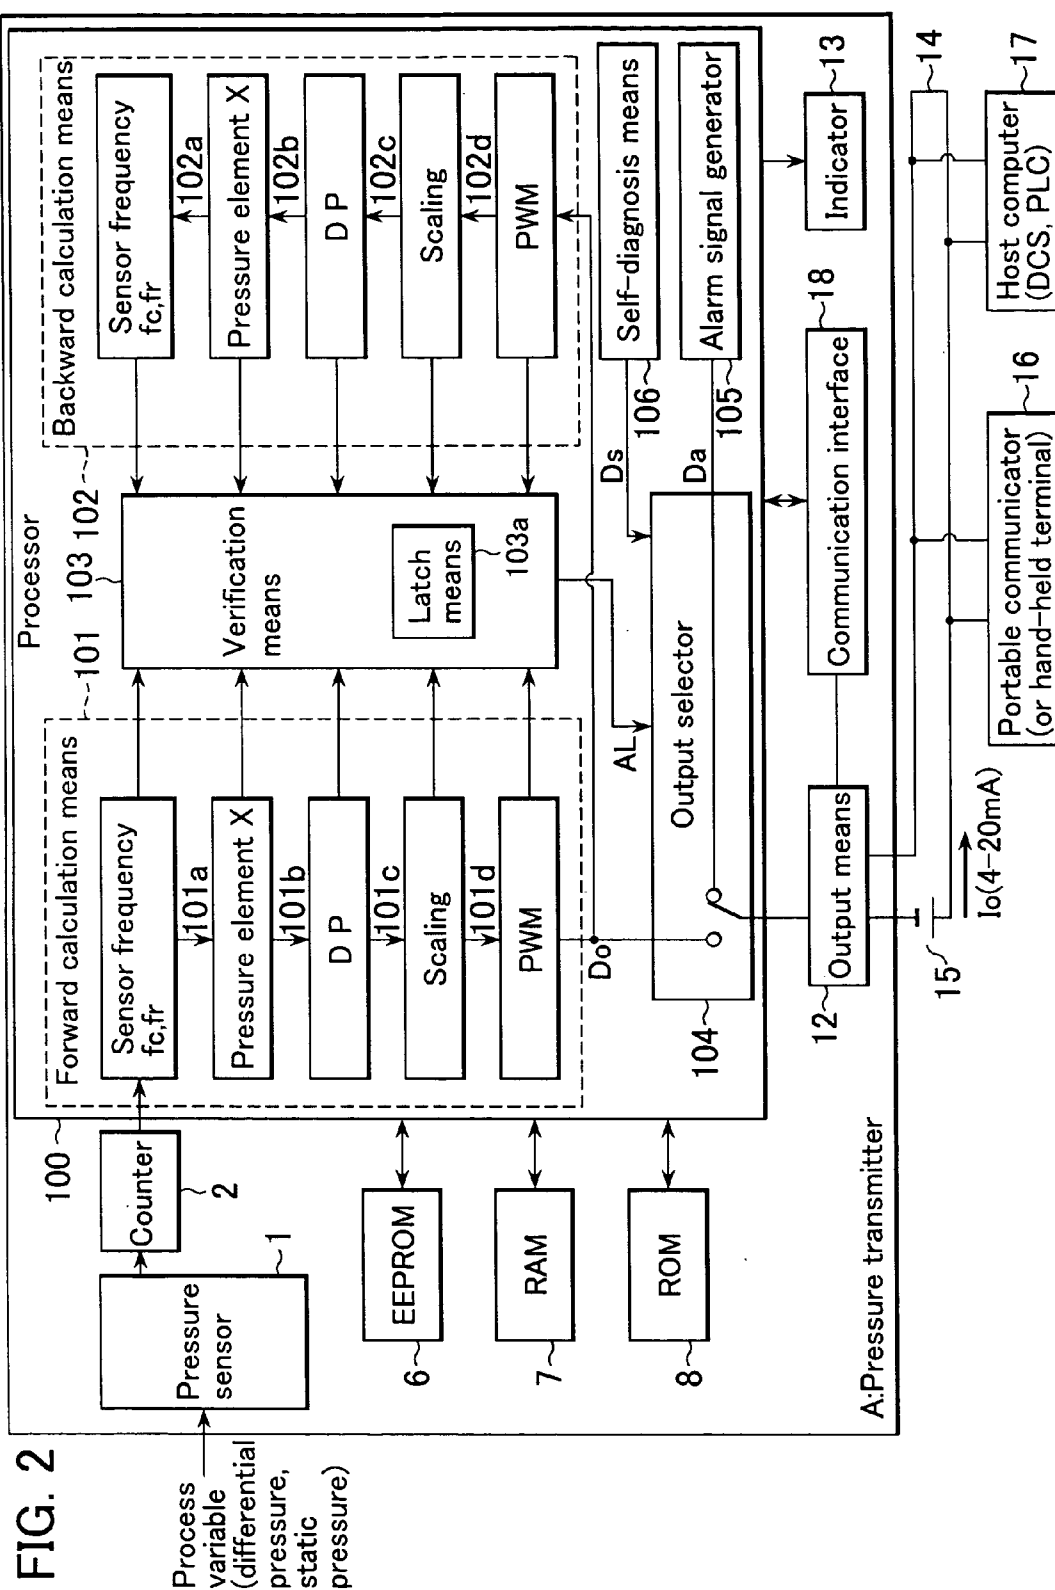 FIG. 2
Process
variable
(differential
pressure,
static
pressure)
Pressure
sensor
1
Counter
2
100
Processor
Forward calculation means
101
Sensor frequency
fc,fr
101a
Pressure element X
101b
D P
101c
Scaling
101d
PWM
Do
103
Verification
means
Latch
means
103a
102
Backward calculation means
Sensor frequency
fc,fr
102a
Pressure element X
102b
D P
102c
Scaling
102d
PWM
Self-diagnosis means
106
Ds
Alarm signal generator
105
Da
AL
Output selector
104
EEPROM
6
RAM
7
ROM
8
A:Pressure transmitter
Output means
12
Communication interface
18
Indicator
13
14
15
Io(4-20mA)
Portable communicator
(or hand-held terminal)
16
Host computer
(DCS, PLC)
17